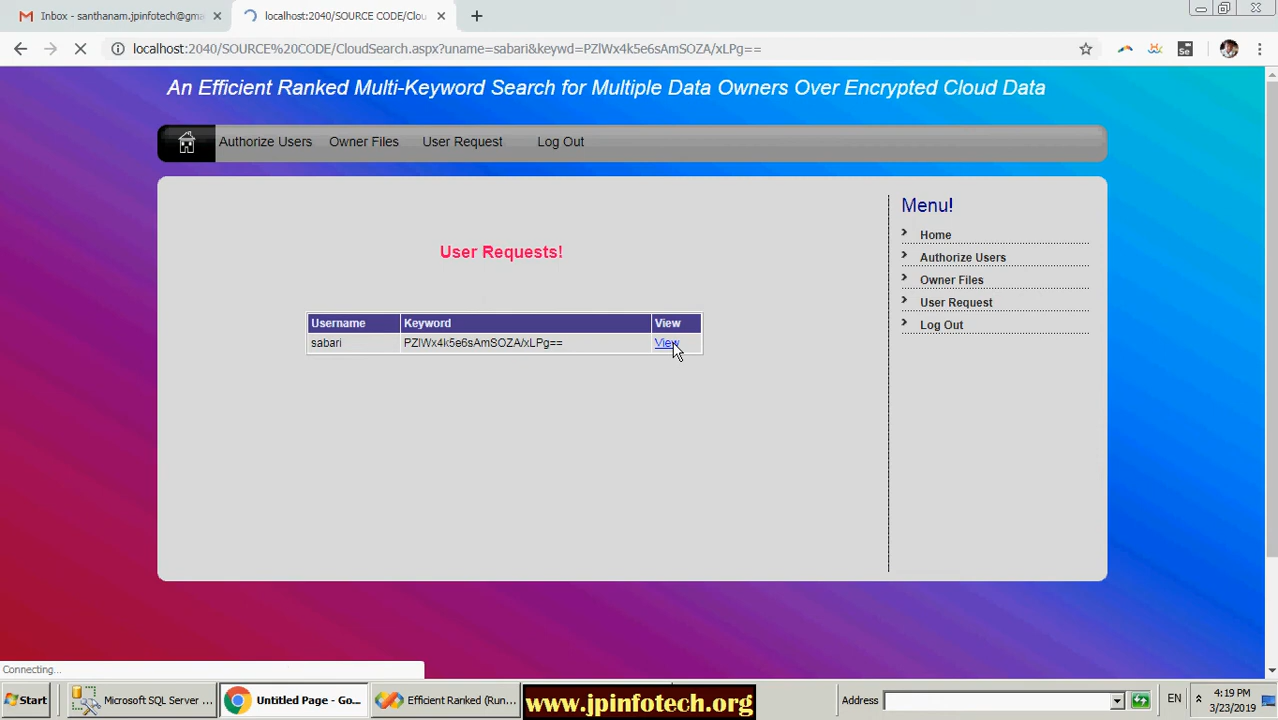 Inbox - santhanam.jpinfotech@gma
localhost:2040/SOURCE CODE/Clou
localhost:2040/SOURCE%20CODE/CloudSearch.aspx?uname=sabari&keywd=PZlWx4k5e6sAmSOZA/xLPg==
An Efficient Ranked Multi-Keyword Search for Multiple Data Owners Over Encrypted Cloud Data
Authorize Users Owner Files User Request Log Out
Menu!
Home
Authorize Users
Owner Files
User Request
Log Out
User Requests!
Username Keyword View
sabari PZlWx4k5e6sAmSOZA/xLPg== View
Connecting...
Start Microsoft SQL Server ... Untitled Page - Go... Efficient Ranked (Run... www.jpinfotech.org Address EN 4:19 PM
3/23/2019